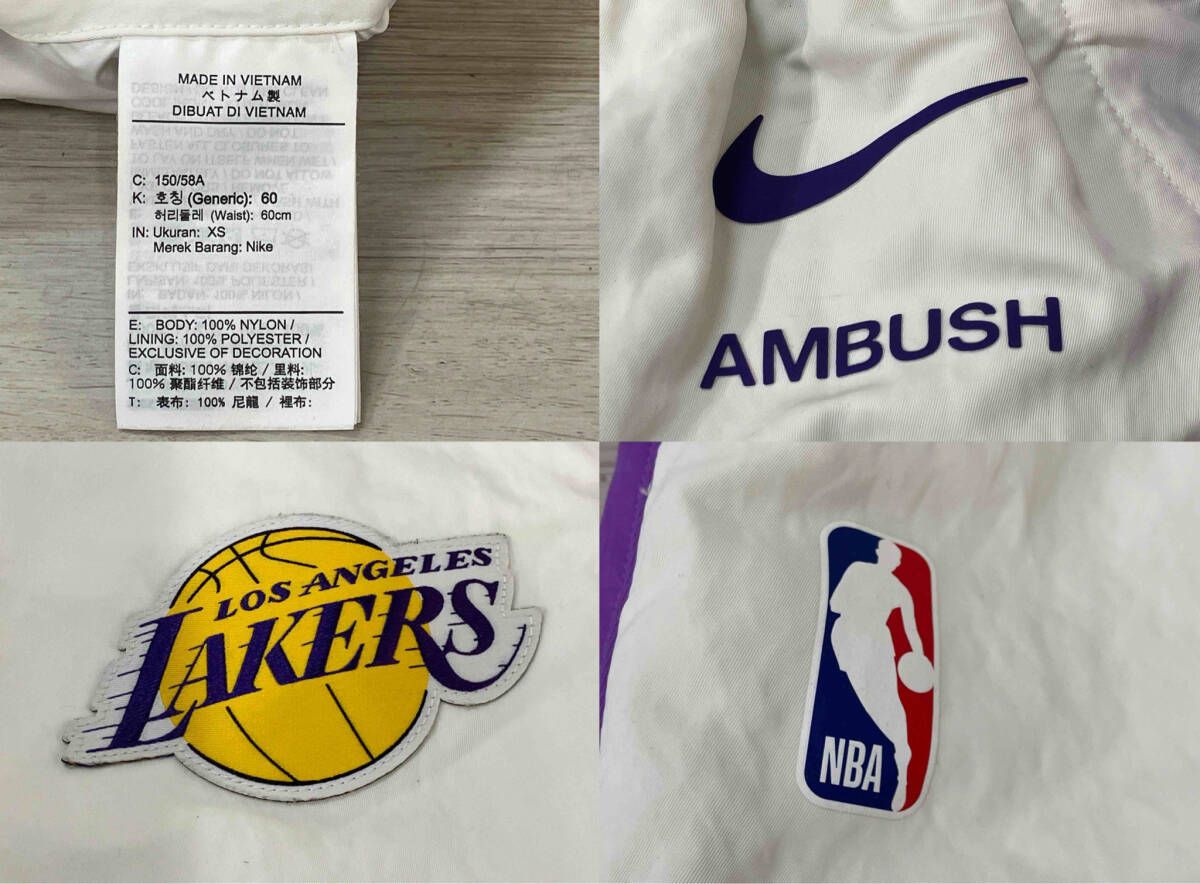 MADE IN VIETNAM
ベトナム製
DIBUAT DI VIETNAM
C: 150/58A
K: 호칭 (Generic): 60
허리둘레 (Waist): 60cm
IN: Ukuran: XS
Merek Barang: Nike
E: BODY: 100% NYLON /
LINING: 100% POLYESTER /
EXCLUSIVE OF DECORATION
C: 面料: 100% 锦纶 / 里料:
100% 聚酯纤维 / 不包括装饰部分
T: 表布: 100% 尼龍 / 裡布:
AMBUSH
LOS ANGELES
LAKERS
NBA